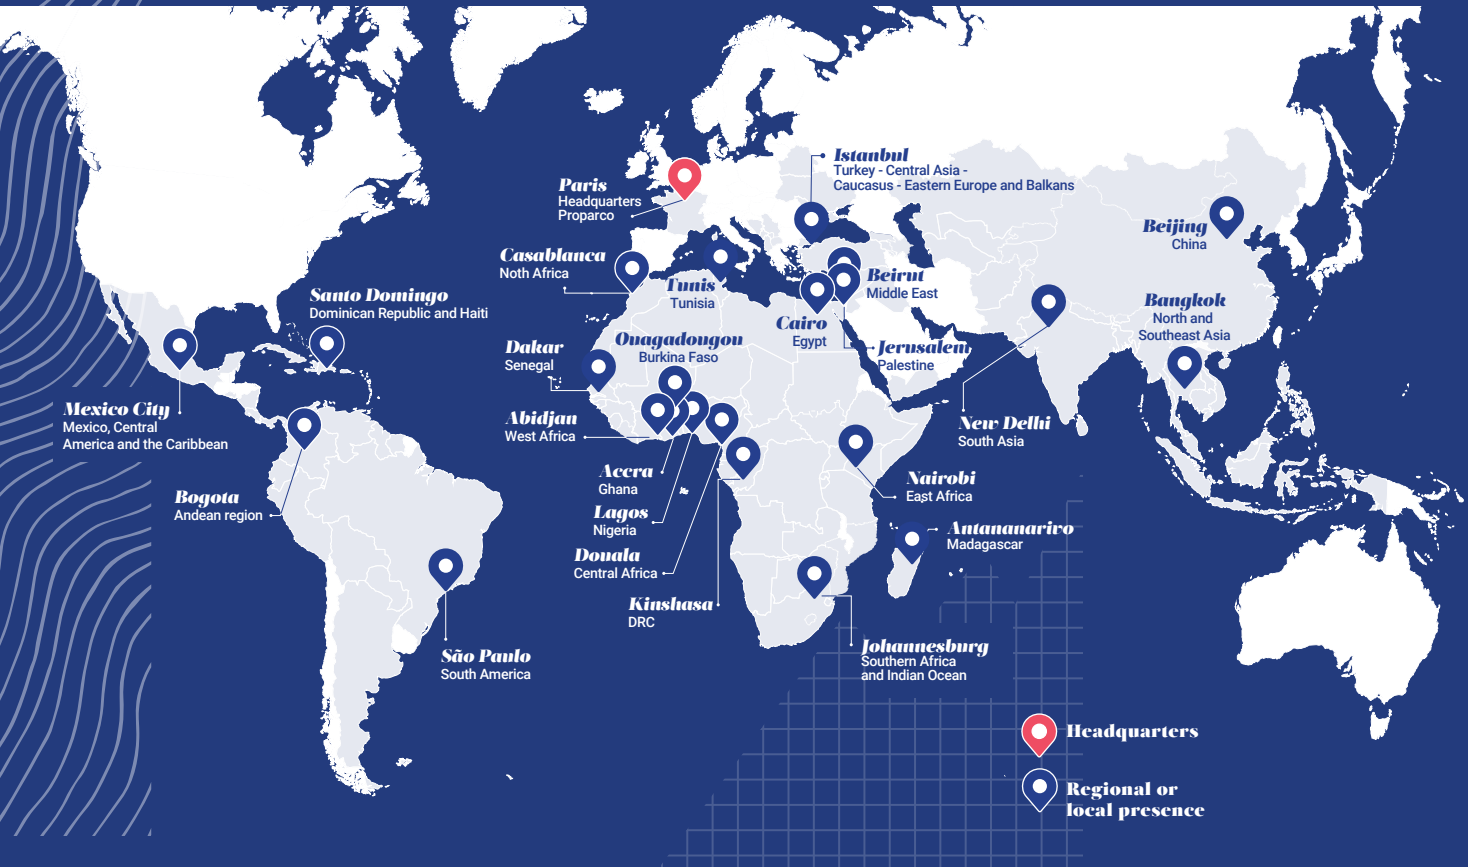 Istanbul
Turkey - Central Asia -
Caucasus - Eastern Europe and Balkans
Paris
Headquarters
Proparco
Beijing
China
Casablanca
Noth Africa
Tunis
Tunisia
Beirut
Middle East
Santo Domingo
Dominican Republic and Haiti
Bangkok
North and
Southeast Asia
Cairo
Egypt
Ouagadougou
Burkina Faso
Dakar
Senegal
Jerusalem
Palestine
Mexico City
Mexico, Central
America and the Caribbean
Abidjan
West Africa
New Delhi
South Asia
Accra
Ghana
Nairobi
East Africa
Bogota
Andean region
Lagos
Nigeria
Antananarivo
Madagascar
Douala
Central Africa
Kinshasa
DRC
São Paulo
South America
Johannesburg
Southern Africa
and Indian Ocean
Headquarters
Regional or
local presence